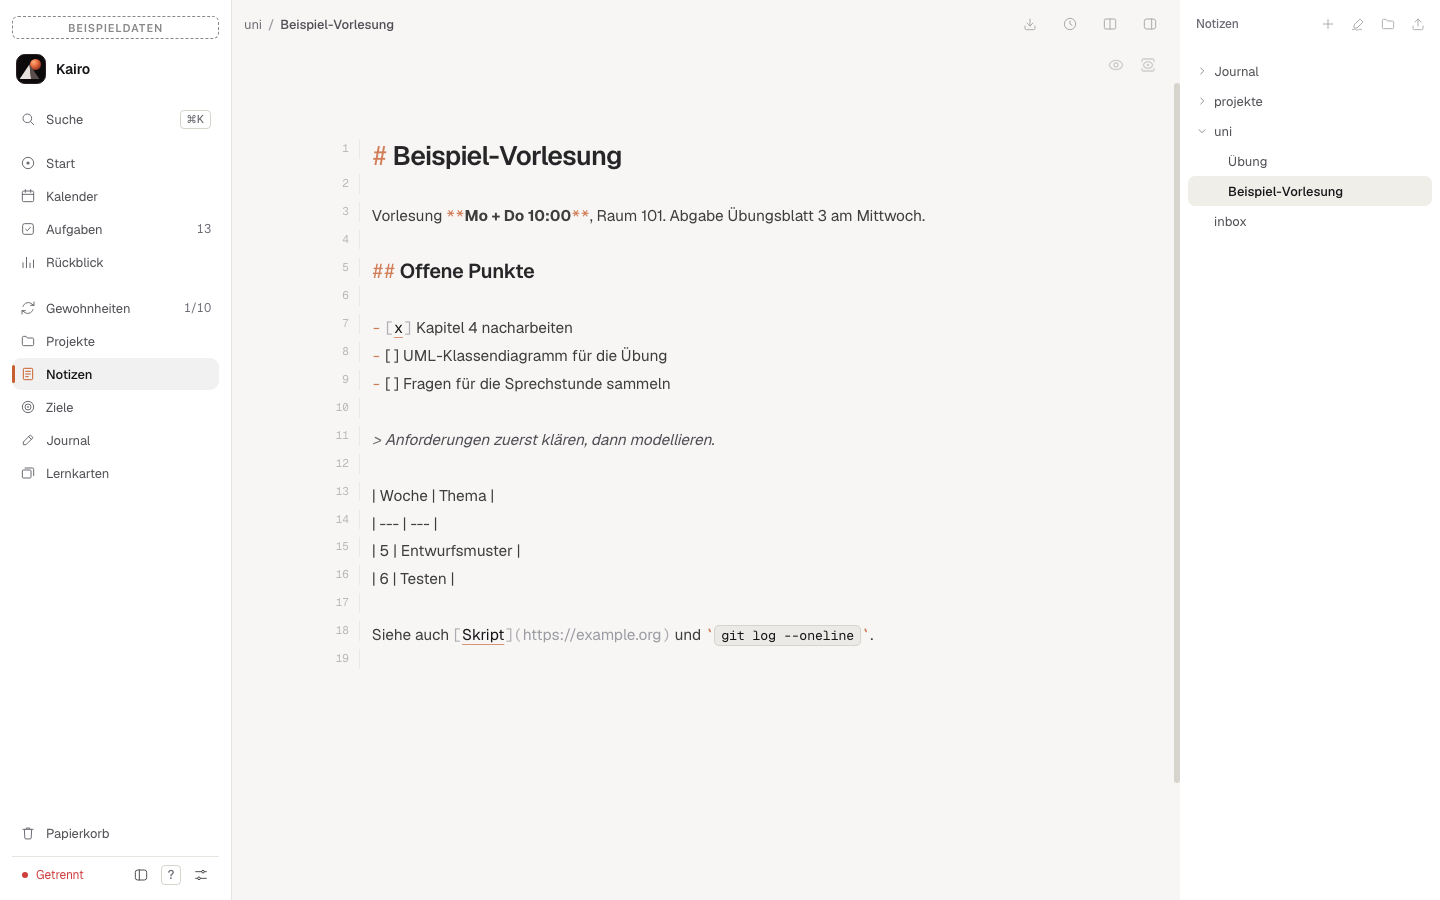 BEISPIELDATEN
Kairo
Suche ⌘K
Start
Kalender
Aufgaben 13
Rückblick
Gewohnheiten 1/10
Projekte
Notizen
Ziele
Journal
Lernkarten
Papierkorb
Getrennt ?
uni / Beispiel-Vorlesung
1 # Beispiel-Vorlesung
2
3 Vorlesung **Mo + Do 10:00**, Raum 101. Abgabe Übungsblatt 3 am Mittwoch.
4
5 ## Offene Punkte
6
7 - [x] Kapitel 4 nacharbeiten
8 - [ ] UML-Klassendiagramm für die Übung
9 - [ ] Fragen für die Sprechstunde sammeln
10
11 > Anforderungen zuerst klären, dann modellieren.
12
13 | Woche | Thema |
14 | --- | --- |
15 | 5 | Entwurfsmuster |
16 | 6 | Testen |
17
18 Siehe auch [Skript](https://example.org) und `git log --oneline`.
19
Notizen
Journal
projekte
uni
Übung
Beispiel-Vorlesung
inbox